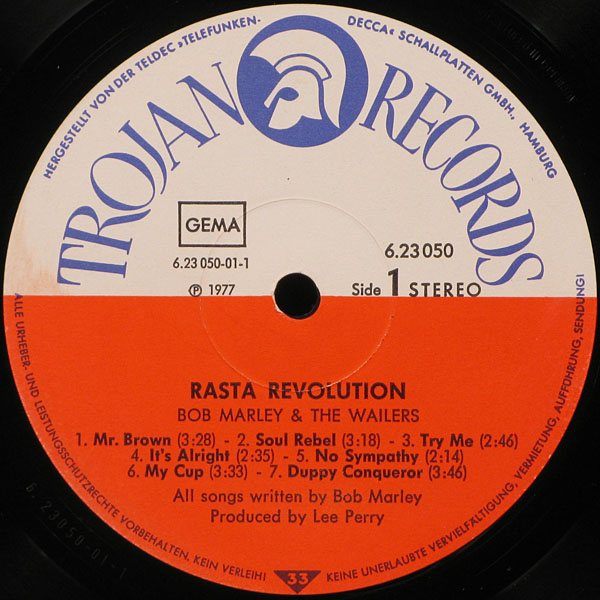 HERGESTELLT VON DER TELDEC »TELEFUNKEN-DECCA« SCHALLPLATTEN GMBH., HAMBURG
TROJAN RECORDS
GEMA
6.23 050-01-1
6.23 050
℗ 1977
Side 1 STEREO
RASTA REVOLUTION
BOB MARLEY & THE WAILERS
1. Mr. Brown (3:28) - 2. Soul Rebel (3:18) - 3. Try Me (2:46)
4. It's Alright (2:35) - 5. No Sympathy (2:14)
6. My Cup (3:33) - 7. Duppy Conqueror (3:46)
All songs written by Bob Marley
Produced by Lee Perry
ALLE URHEBER- UND LEISTUNGSSCHUTZRECHTE VORBEHALTEN, KEIN VERLEIH!
33
KEINE UNERLAUBTE VERVIELFÄLTIGUNG, VERMIETUNG, AUFFÜHRUNG, SENDUNG!
6.23050-01-1